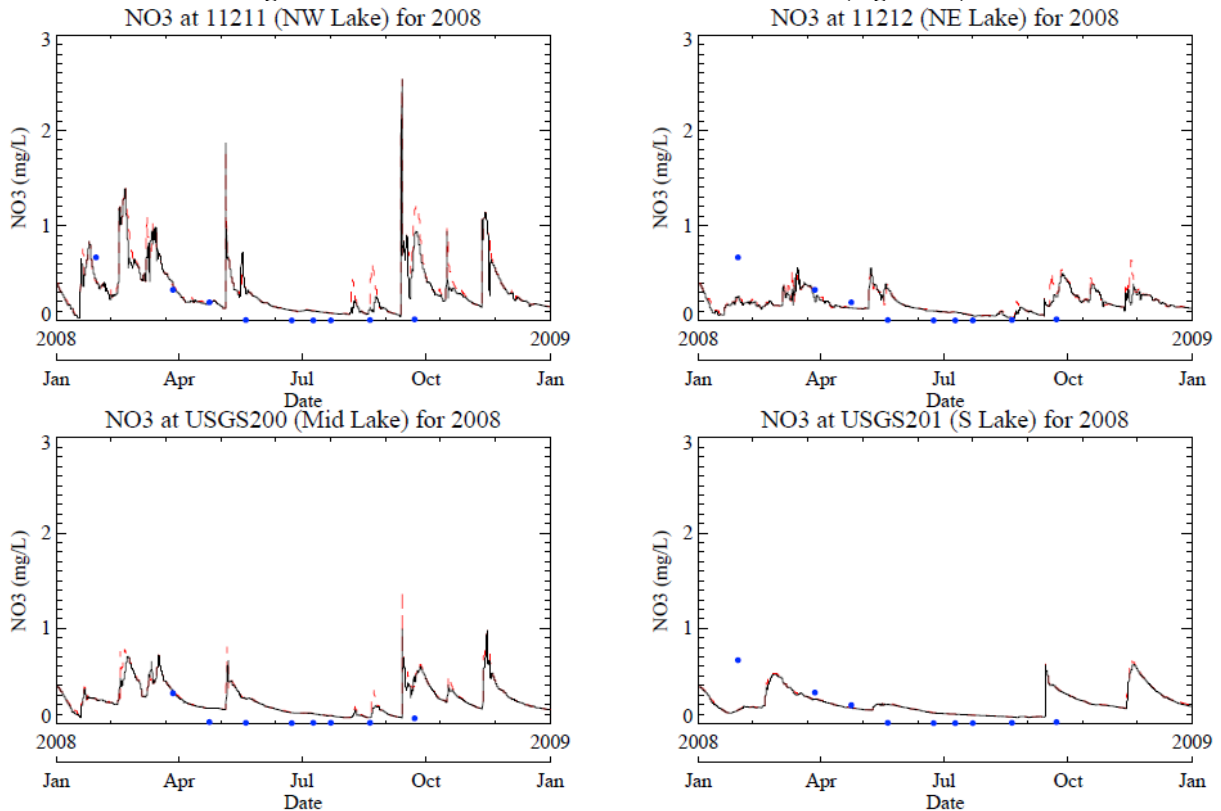 NO3 at 11211 (NW Lake) for 2008
3
2
1
0
NO3 (mg/L)
2008
2009
Jan
Apr
Jul
Oct
Jan
Date
NO3 at 11212 (NE Lake) for 2008
3
2
1
0
NO3 (mg/L)
2008
2009
Jan
Apr
Jul
Oct
Jan
Date
NO3 at USGS200 (Mid Lake) for 2008
3
2
1
0
NO3 (mg/L)
2008
2009
Jan
Apr
Jul
Oct
Jan
Date
NO3 at USGS201 (S Lake) for 2008
3
2
1
0
NO3 (mg/L)
2008
2009
Jan
Apr
Jul
Oct
Jan
Date